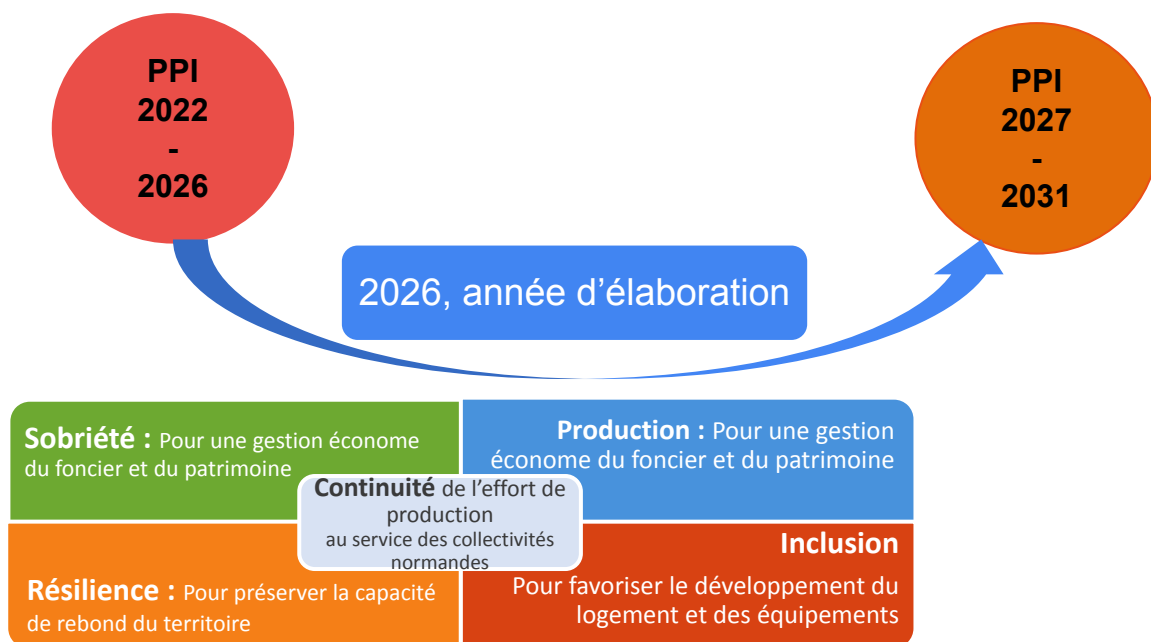 PPI
2022
-
2026
PPI
2027
-
2031
2026, année d’élaboration
Sobriété : Pour une gestion économe
du foncier et du patrimoine
Production : Pour une gestion
économe du foncier et du patrimoine
Continuité de l’effort de
production
au service des collectivités
normandes
Résilience : Pour préserver la capacité
de rebond du territoire
Inclusion
Pour favoriser le développement du
logement et des équipements